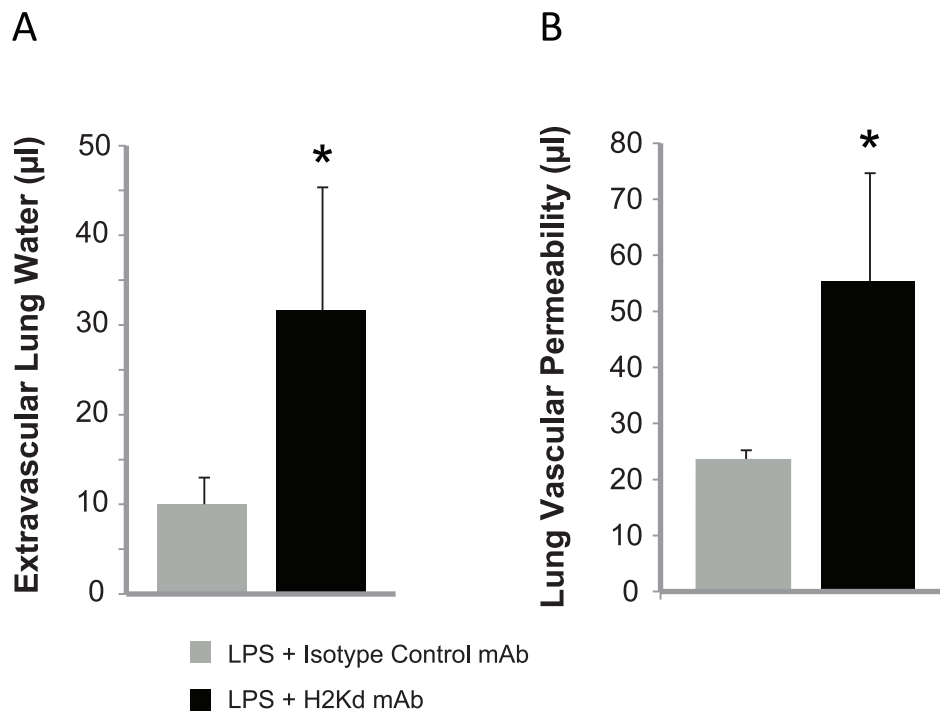 A
B
Extravascular Lung Water (µl)
50
40
30
20
10
0
*
Lung Vascular Permeability (µl)
80
70
60
50
40
30
20
10
0
*
LPS + Isotype Control mAb
LPS + H2Kd mAb